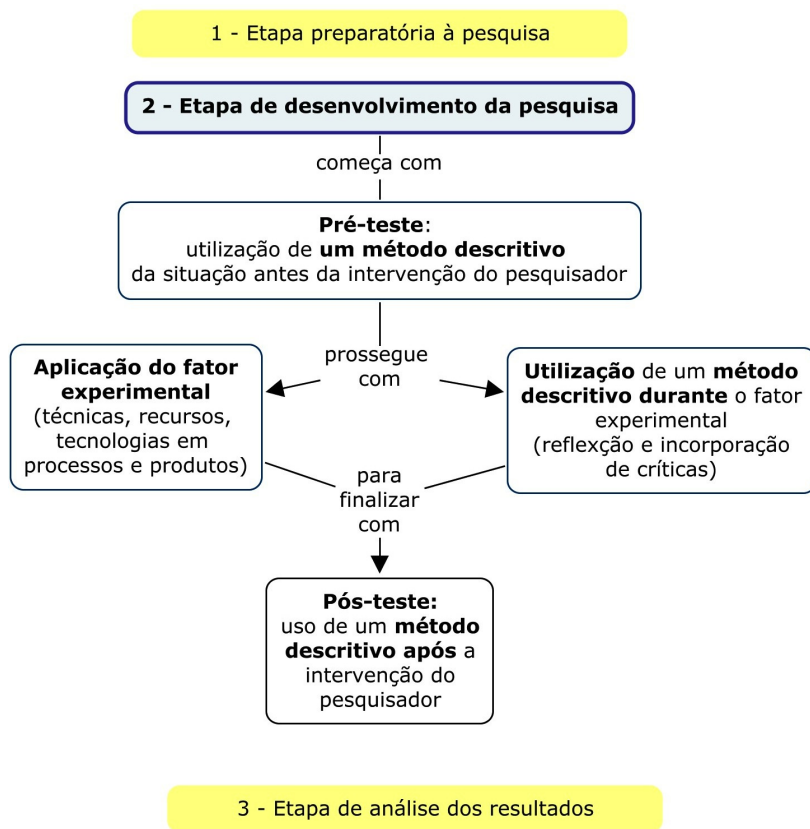 1 - Etapa preparatória à pesquisa
2 - Etapa de desenvolvimento da pesquisa
começa com
Pré-teste:
utilização de um método descritivo
da situação antes da intervenção do pesquisador
prossegue
com
Aplicação do fator
experimental
(técnicas, recursos,
tecnologias em
processos e produtos)
Utilização de um método
descritivo durante o fator
experimental
(reflexção e incorporação
de críticas)
para
finalizar
com
Pós-teste:
uso de um método
descritivo após a
intervenção do
pesquisador
3 - Etapa de análise dos resultados